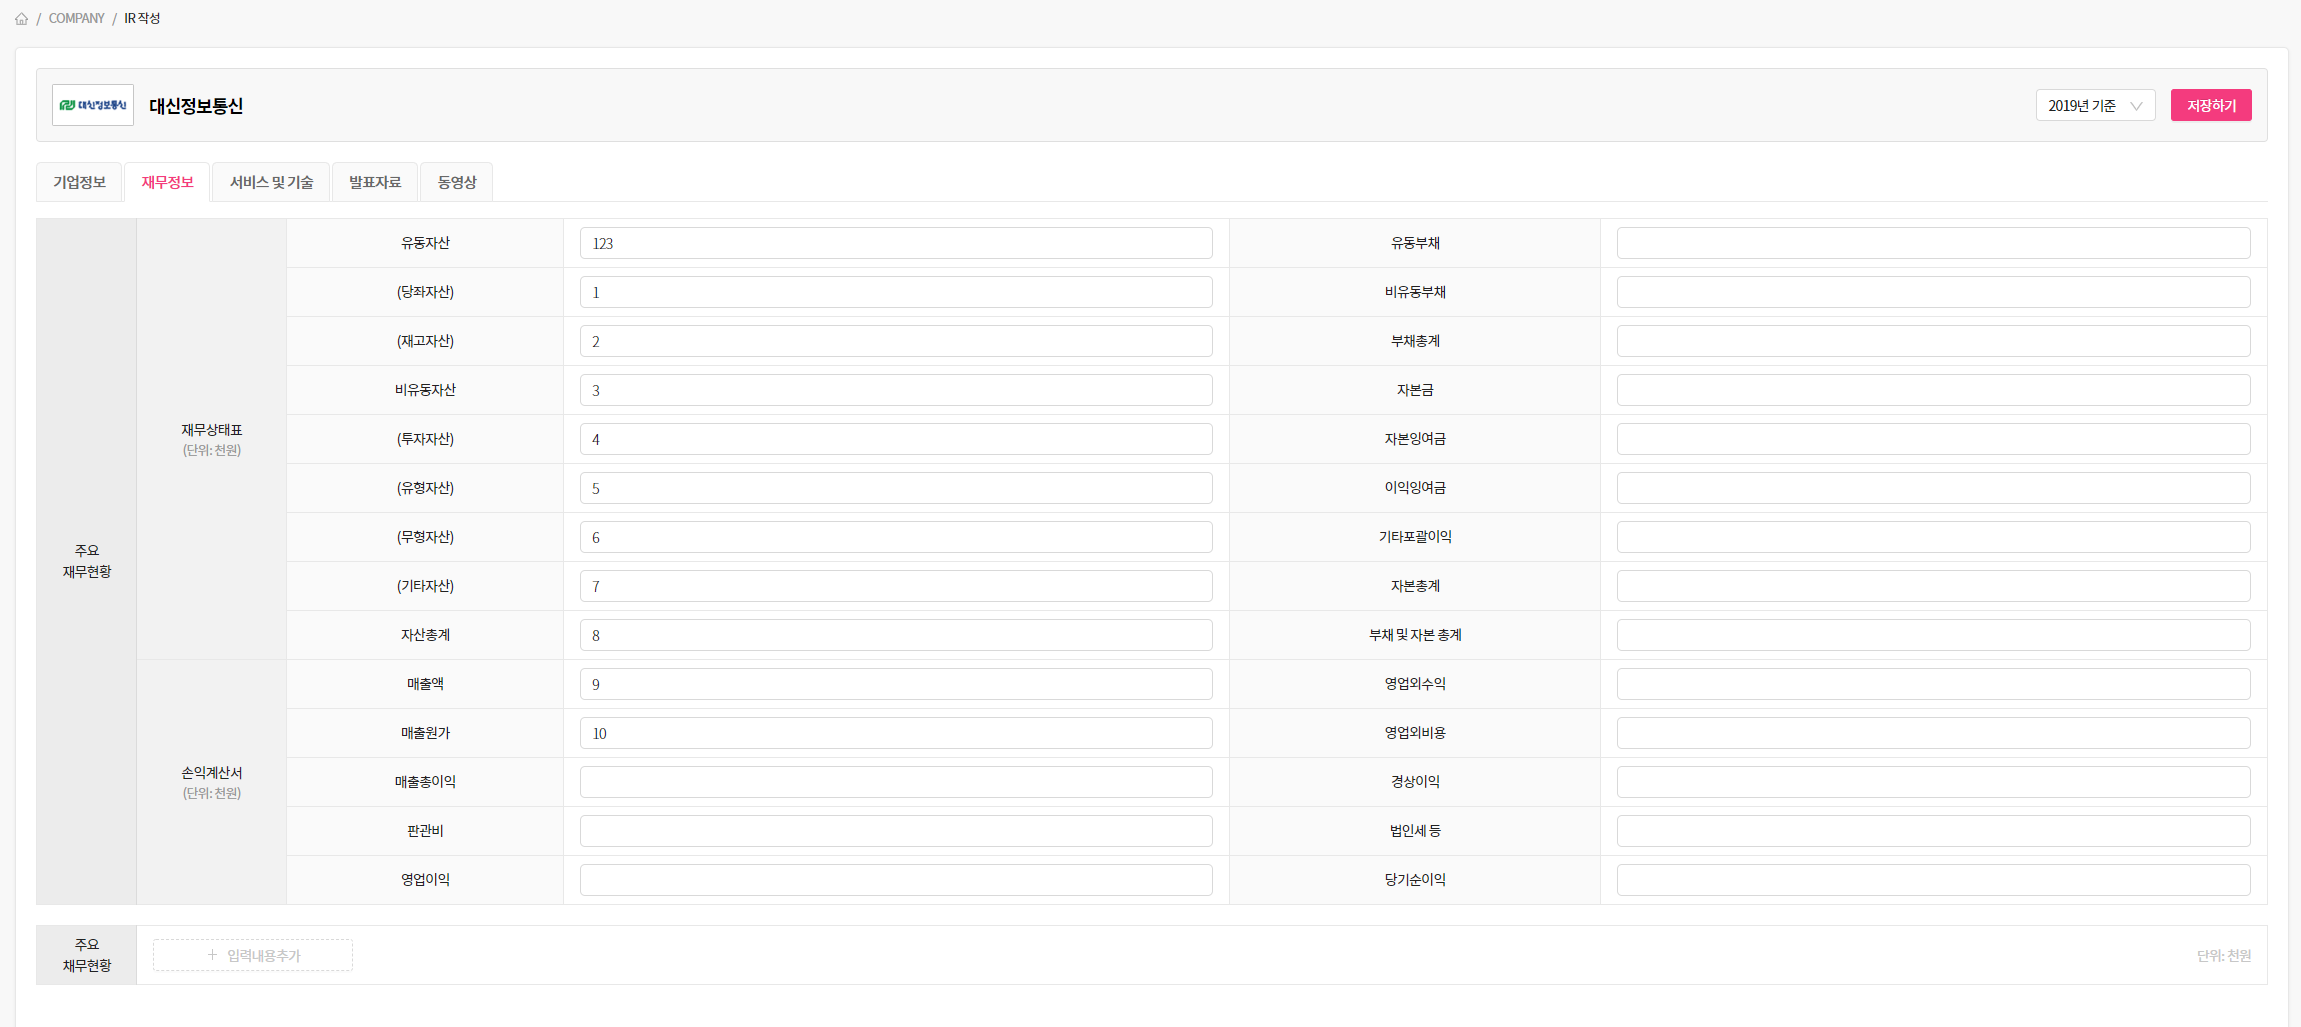 / COMPANY / IR 작성
대신정보통신 대신정보통신 2019년 기준 저장하기
기업정보 재무정보 서비스 및 기술 발표자료 동영상
주요
재무현황
재무상태표
(단위: 천원)
유동자산 123 유동부채
(당좌자산) 1 비유동부채
(재고자산) 2 부채총계
비유동자산 3 자본금
(투자자산) 4 자본잉여금
(유형자산) 5 이익잉여금
(무형자산) 6 기타포괄이익
(기타자산) 7 자본총계
자산총계 8 부채 및 자본 총계
손익계산서
(단위: 천원)
매출액 9 영업외수익
매출원가 10 영업외비용
매출총이익 경상이익
판관비 법인세 등
영업이익 당기순이익
주요
채무현황
+ 입력내용추가 단위: 천원